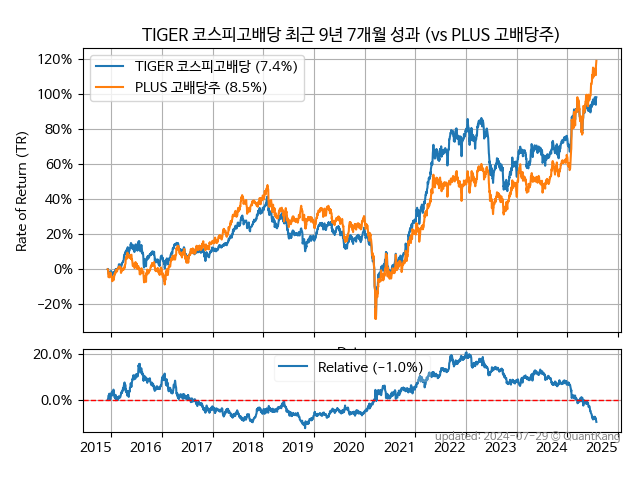 TIGER 코스피고배당 최근 9년 7개월 성과 (vs PLUS 고배당주)
Rate of Return (TR)
120%
100%
80%
60%
40%
20%
0%
−20%
TIGER 코스피고배당 (7.4%)
PLUS 고배당주 (8.5%)
20.0%
0.0%
Relative (−1.0%)
updated: 2024-07-29 © QuantKang
2015 2016 2017 2018 2019 2020 2021 2022 2023 2024 2025